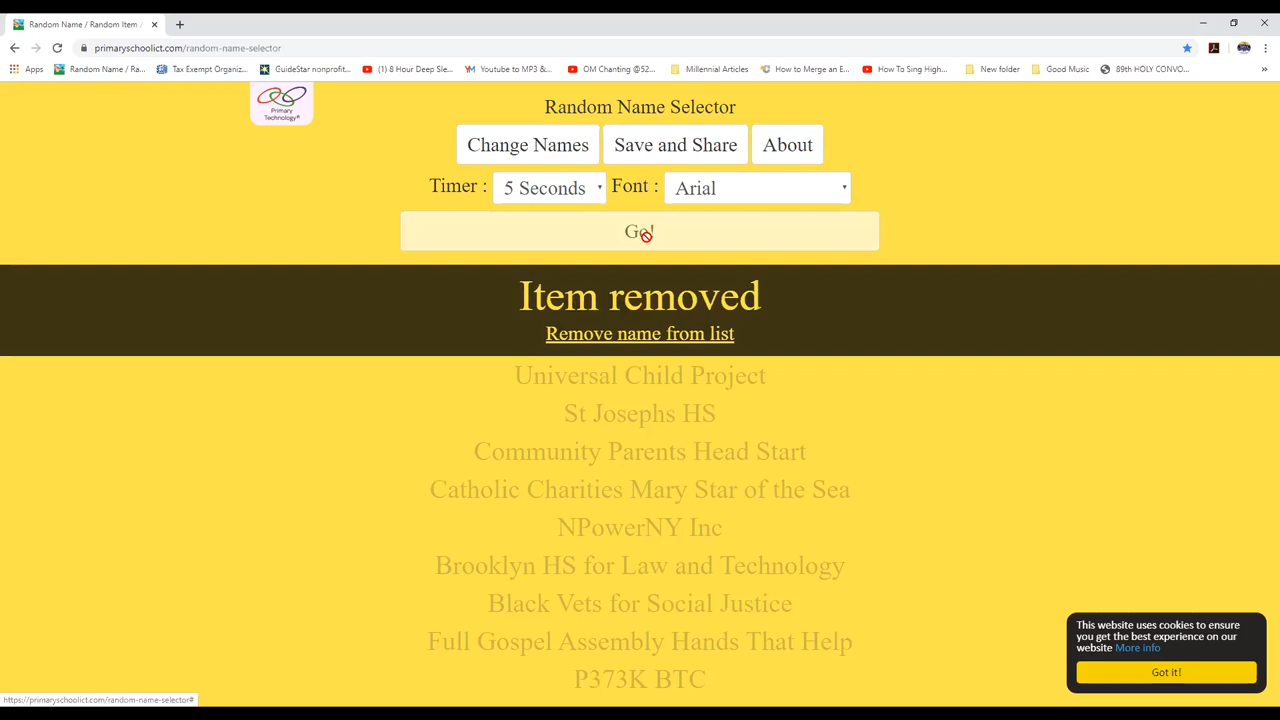 Random Name / Random Item /
primaryschoolict.com/random-name-selector
Apps
Random Name / Ra...
Tax Exempt Organiz...
GuideStar nonprofit...
(1) 8 Hour Deep Sle...
Youtube to MP3 &...
OM Chanting @52...
Millennial Articles
How to Merge an E...
How To Sing High...
New folder
Good Music
89th HOLY CONVO...
»
Primary
Technology®
Random Name Selector
Change Names
Save and Share
About
Timer : 5 Seconds Font : Arial
Go!
Item removed
Remove name from list
Universal Child Project
St Josephs HS
Community Parents Head Start
Catholic Charities Mary Star of the Sea
NPowerNY Inc
Brooklyn HS for Law and Technology
Black Vets for Social Justice
Full Gospel Assembly Hands That Help
P373K BTC
This website uses cookies to ensure
you get the best experience on our
website More info
Got it!
https://primaryschoolict.com/random-name-selector#